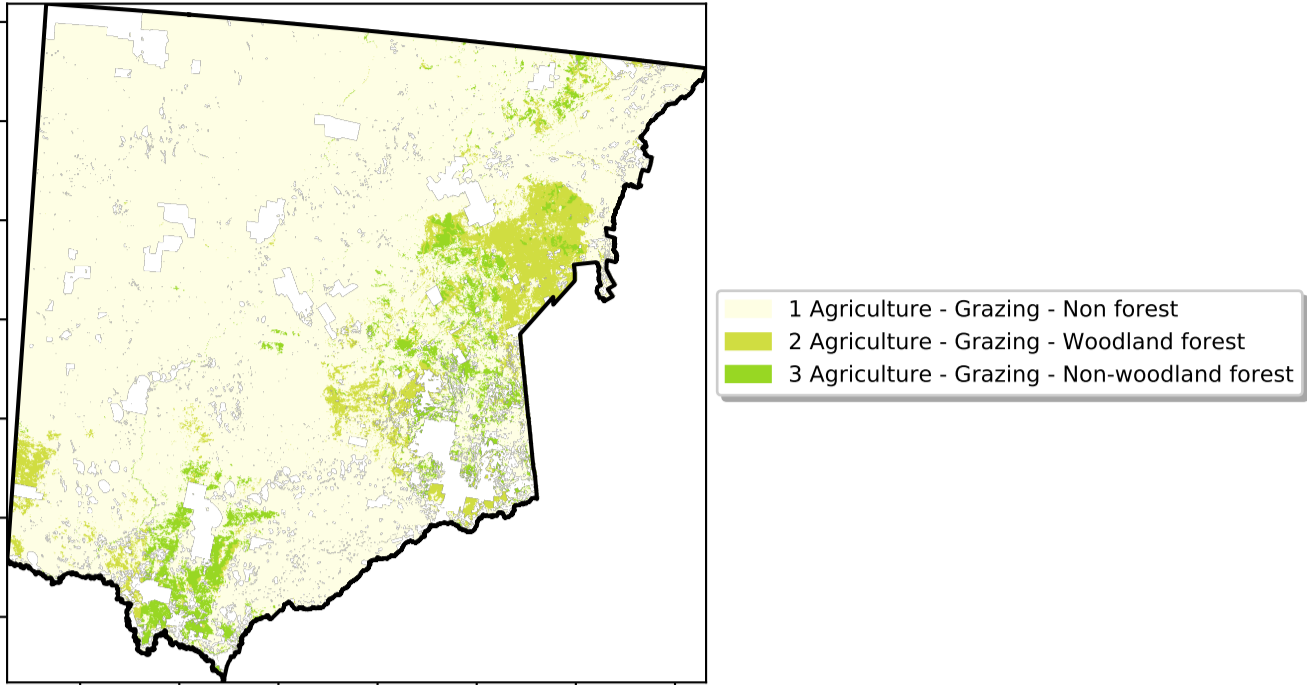 1 Agriculture - Grazing - Non forest
2 Agriculture - Grazing - Woodland forest
3 Agriculture - Grazing - Non-woodland forest